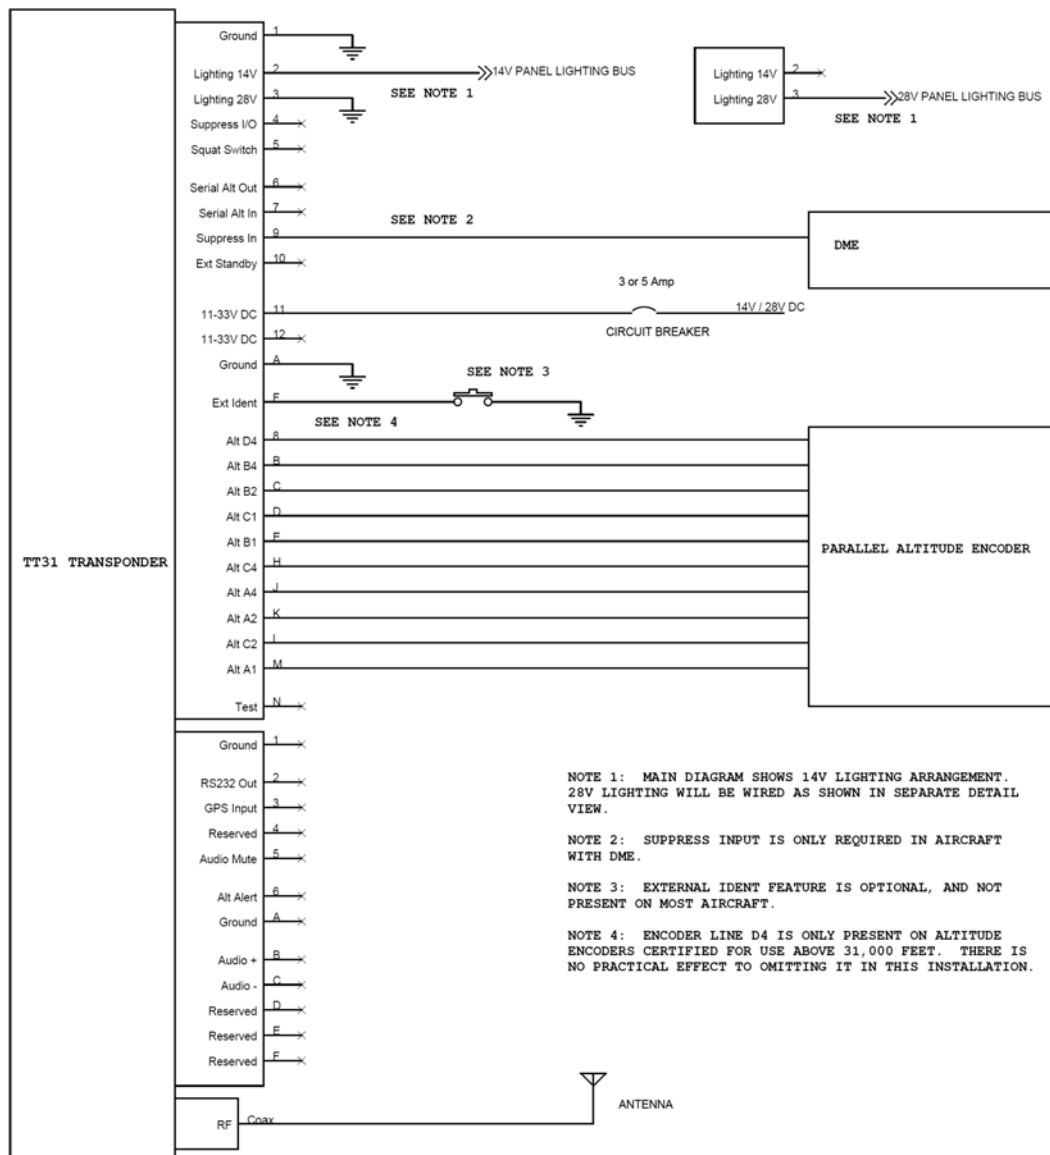 Ground 1
Lighting 14V 2 14V PANEL LIGHTING BUS
SEE NOTE 1
Lighting 28V 3
Suppress I/O 4
Squat Switch 5
Lighting 14V 2
Lighting 28V 3 28V PANEL LIGHTING BUS
SEE NOTE 1
Serial Alt Out 6
Serial Alt In 7
SEE NOTE 2
Suppress In 9
DME
Ext Standby 10
3 or 5 Amp
11-33V DC 11 14V / 28V DC
CIRCUIT BREAKER
11-33V DC 12
Ground A
SEE NOTE 3
Ext Ident
SEE NOTE 4
Alt D4 8
Alt B4 B
Alt B2 C
Alt C1 D
Alt B1
Alt C4 H
Alt A4 J
Alt A2 K
Alt C2 L
Alt A1 M
Test N
TT31 TRANSPONDER
PARALLEL ALTITUDE ENCODER
Ground 1
RS232 Out 2
GPS Input 3
Reserved 4
Audio Mute 5
Alt Alert 6
Ground A
Audio + B
Audio - C
Reserved D
Reserved E
Reserved F
RF Coax
ANTENNA
NOTE 1: MAIN DIAGRAM SHOWS 14V LIGHTING ARRANGEMENT.
28V LIGHTING WILL BE WIRED AS SHOWN IN SEPARATE DETAIL
VIEW.
NOTE 2: SUPPRESS INPUT IS ONLY REQUIRED IN AIRCRAFT
WITH DME.
NOTE 3: EXTERNAL IDENT FEATURE IS OPTIONAL, AND NOT
PRESENT ON MOST AIRCRAFT.
NOTE 4: ENCODER LINE D4 IS ONLY PRESENT ON ALTITUDE
ENCODERS CERTIFIED FOR USE ABOVE 31,000 FEET. THERE IS
NO PRACTICAL EFFECT TO OMITTING IT IN THIS INSTALLATION.